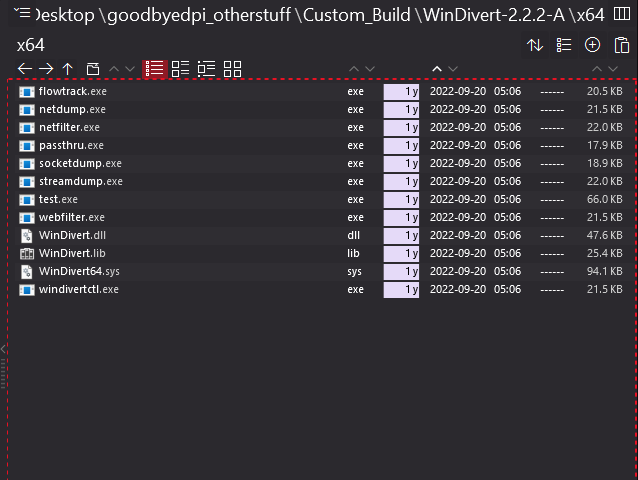 Desktop \goodbyedpi_otherstuff \Custom_Build \WinDivert-2.2.2-A \x64
x64
flowtrack.exe exe 1 y 2022-09-20 05:06 ------ 20.5 KB
netdump.exe exe 1 y 2022-09-20 05:06 ------ 21.5 KB
netfilter.exe exe 1 y 2022-09-20 05:06 ------ 22.0 KB
passthru.exe exe 1 y 2022-09-20 05:06 ------ 17.9 KB
socketdump.exe exe 1 y 2022-09-20 05:06 ------ 18.9 KB
streamdump.exe exe 1 y 2022-09-20 05:06 ------ 22.0 KB
test.exe exe 1 y 2022-09-20 05:06 ------ 66.0 KB
webfilter.exe exe 1 y 2022-09-20 05:06 ------ 21.5 KB
WinDivert.dll dll 1 y 2022-09-20 05:06 ------ 47.6 KB
WinDivert.lib lib 1 y 2022-09-20 05:06 ------ 25.4 KB
WinDivert64.sys sys 1 y 2022-09-20 05:06 ------ 94.1 KB
windivertctl.exe exe 1 y 2022-09-20 05:06 ------ 21.5 KB